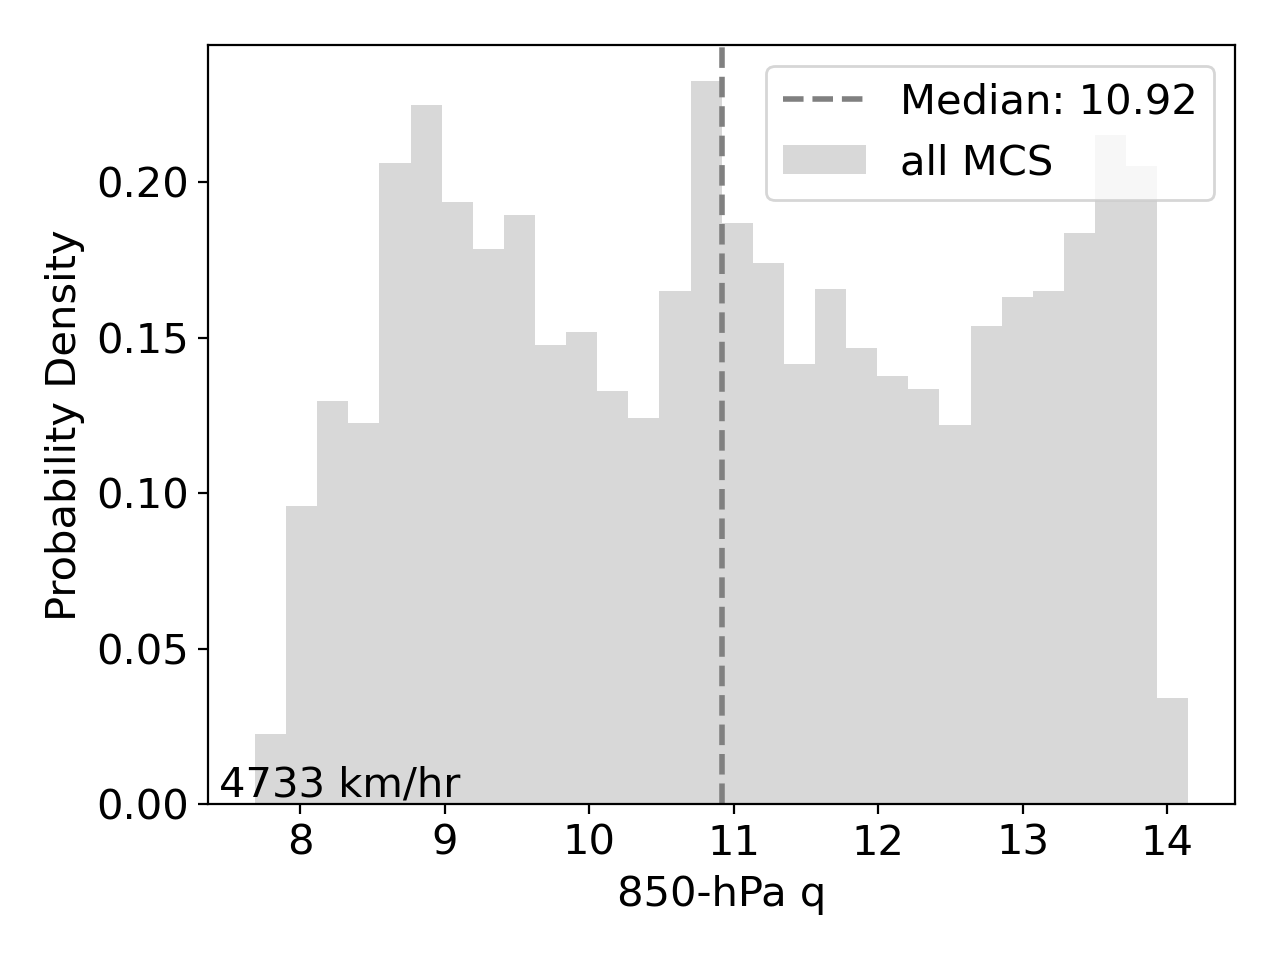 Median: 10.92
all MCS
Probability Density
0.20
0.15
0.10
0.05
0.00
4733 km/hr
8 9 10 11 12 13 14
850-hPa q